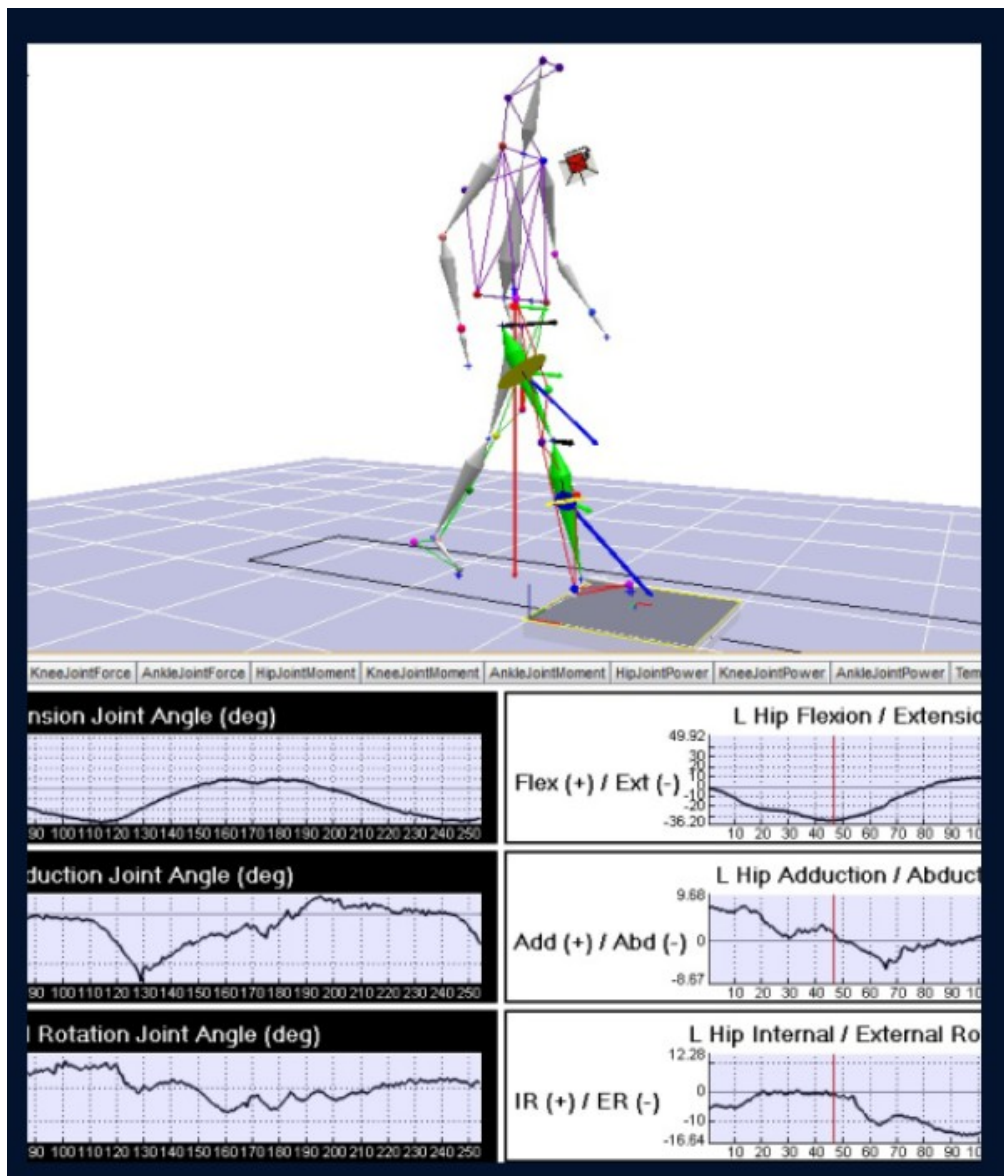 KneeJointForce AnkleJointForce HipJointMoment KneeJointMoment AnkleJointMoment HipJointPower KneeJointPower AnkleJointPower Tem
nsion Joint Angle (deg)
90 100 110 120 130 140 150 160 170 180 190 200 210 220 230 240 250
duction Joint Angle (deg)
90 100 110 120 130 140 150 160 170 180 190 200 210 220 230 240 250
l Rotation Joint Angle (deg)
90 100 110 120 130 140 150 160 170 180 190 200 210 220 230 240 250
L Hip Flexion / Extensio
Flex (+) / Ext (-)
49.92
30
20
10
-10
-20
-36.20
10 20 30 40 50 60 70 80 90 10
L Hip Adduction / Abduct
Add (+) / Abd (-)
9.68
0
-8.67
10 20 30 40 50 60 70 80 90 10
L Hip Internal / External Ro
IR (+) / ER (-)
12.28
0
-10
-16.64
10 20 30 40 50 60 70 80 90 10